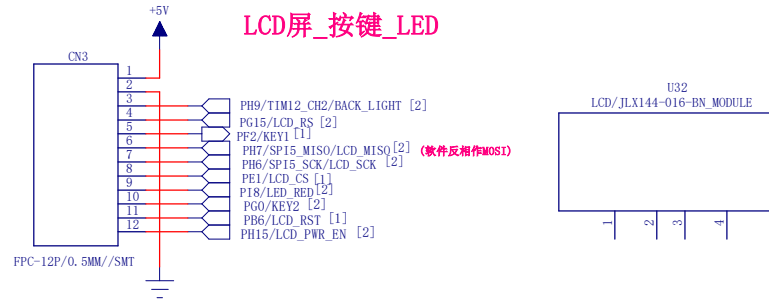 +5V
LCD屏_按键_LED
CN3
1
2
3
4
5
6
7
8
9
10
11
12
PH9/TIM12_CH2/BACK_LIGHT [2]
PG15/LCD_RS [2]
PF2/KEY1 [1]
PH7/SPI5_MISO/LCD_MISO [2] (软件反相作MOSI)
PH6/SPI5_SCK/LCD_SCK [2]
PE1/LCD_CS [1]
PI8/LED_RED [2]
PG0/KEY2 [2]
PB6/LCD_RST [1]
PH15/LCD_PWR_EN [2]
FPC-12P/0.5MM//SMT
U32
LCD/JLX144-016-BN_MODULE
1
2
3
4